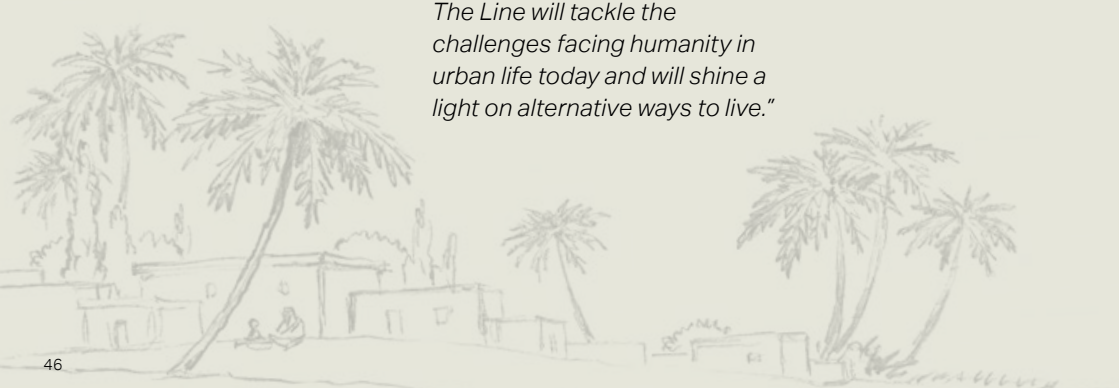 The Line will tackle the
challenges facing humanity in
urban life today and will shine a
light on alternative ways to live.”
46